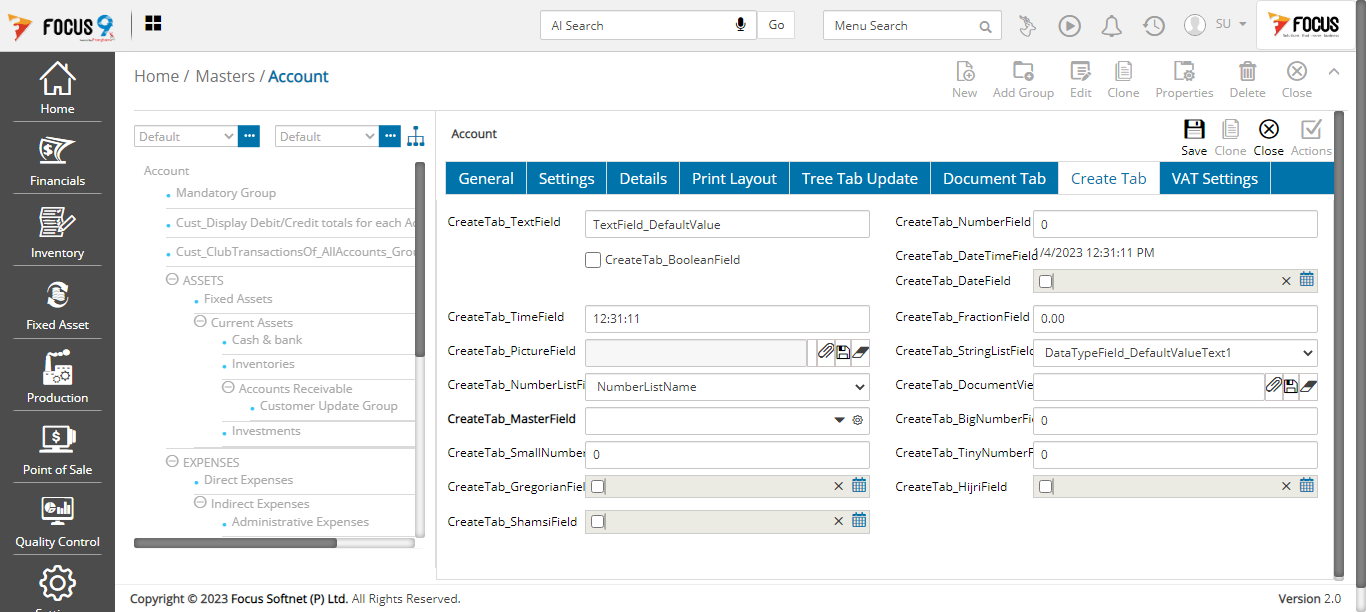 FOCUS 9
AI Search
Go
Menu Search
SU
FOCUS
Home
Financials
Inventory
Fixed Asset
Production
Point of Sale
Quality Control
Home / Masters / Account
New
Add Group
Edit
Clone
Properties
Delete
Close
Default
Default
Account
Mandatory Group
Cust_Display Debit/Credit totals for each Ac
Cust_ClubTransactionsOf_AllAccounts_Grou
ASSETS
Fixed Assets
Current Assets
Cash & bank
Inventories
Accounts Receivable
Customer Update Group
Investments
EXPENSES
Direct Expenses
Indirect Expenses
Administrative Expenses
Account
Save
Clone
Close
Actions
General
Settings
Details
Print Layout
Tree Tab Update
Document Tab
Create Tab
VAT Settings
CreateTab_TextField
TextField_DefaultValue
CreateTab_NumberField
0
CreateTab_BooleanField
CreateTab_DateTimeField
1/4/2023 12:31:11 PM
CreateTab_DateField
CreateTab_TimeField
12:31:11
CreateTab_FractionField
0.00
CreateTab_PictureField
CreateTab_StringListField
DataTypeField_DefaultValueText1
CreateTab_NumberListFi
NumberListName
CreateTab_DocumentVie
CreateTab_MasterField
CreateTab_BigNumberFie
0
CreateTab_SmallNumber
0
CreateTab_TinyNumberF
0
CreateTab_GregorianFiel
CreateTab_HijriField
CreateTab_ShamsiField
Copyright © 2023 Focus Softnet (P) Ltd. All Rights Reserved.
Version 2.0